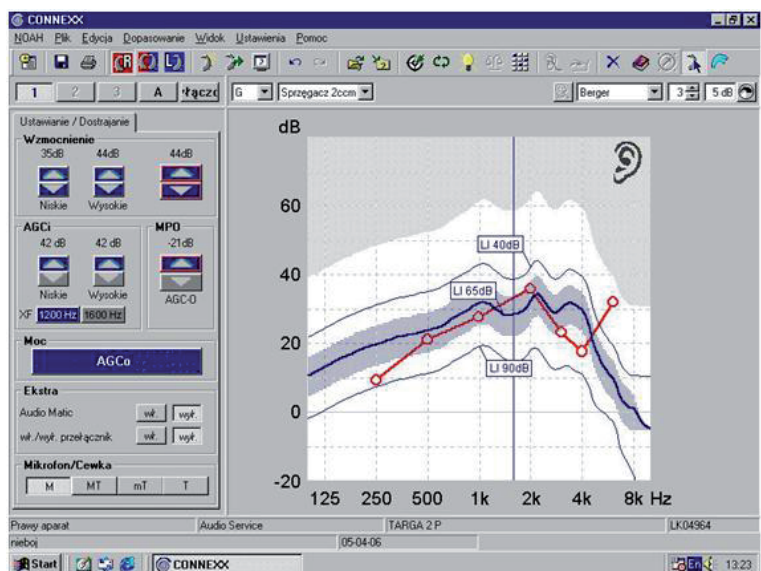 CONNEXX
NOAH Plik Edycja Dopasowanie Widok Ustawienia Pomoc
1 2 3 A G Sprzęgacz 2ccm Berger 3 5 dB
Ustawianie / Dostrajanie
Wzmocnienie
35dB 44dB 44dB
Niskie Wysokie
AGCi MPO
42 dB 42 dB -21dB
Niskie Wysokie AGC-O
XF 1200 Hz 1600 Hz
Moc
AGCo
Ekstra
Audio Matic wł. wył.
wł./wył. przełącznik wł. wył.
Mikrofon/Cewka
M MT mT T
dB
60
40
20
0
-20
LI 40dB
LI 65dB
LI 90dB
125 250 500 1k 2k 4k 8k Hz
Prawy aparat Audio Service TARGA 2 P LK04964
nieboj 05-04-06
Start CONNEXX En 13:23